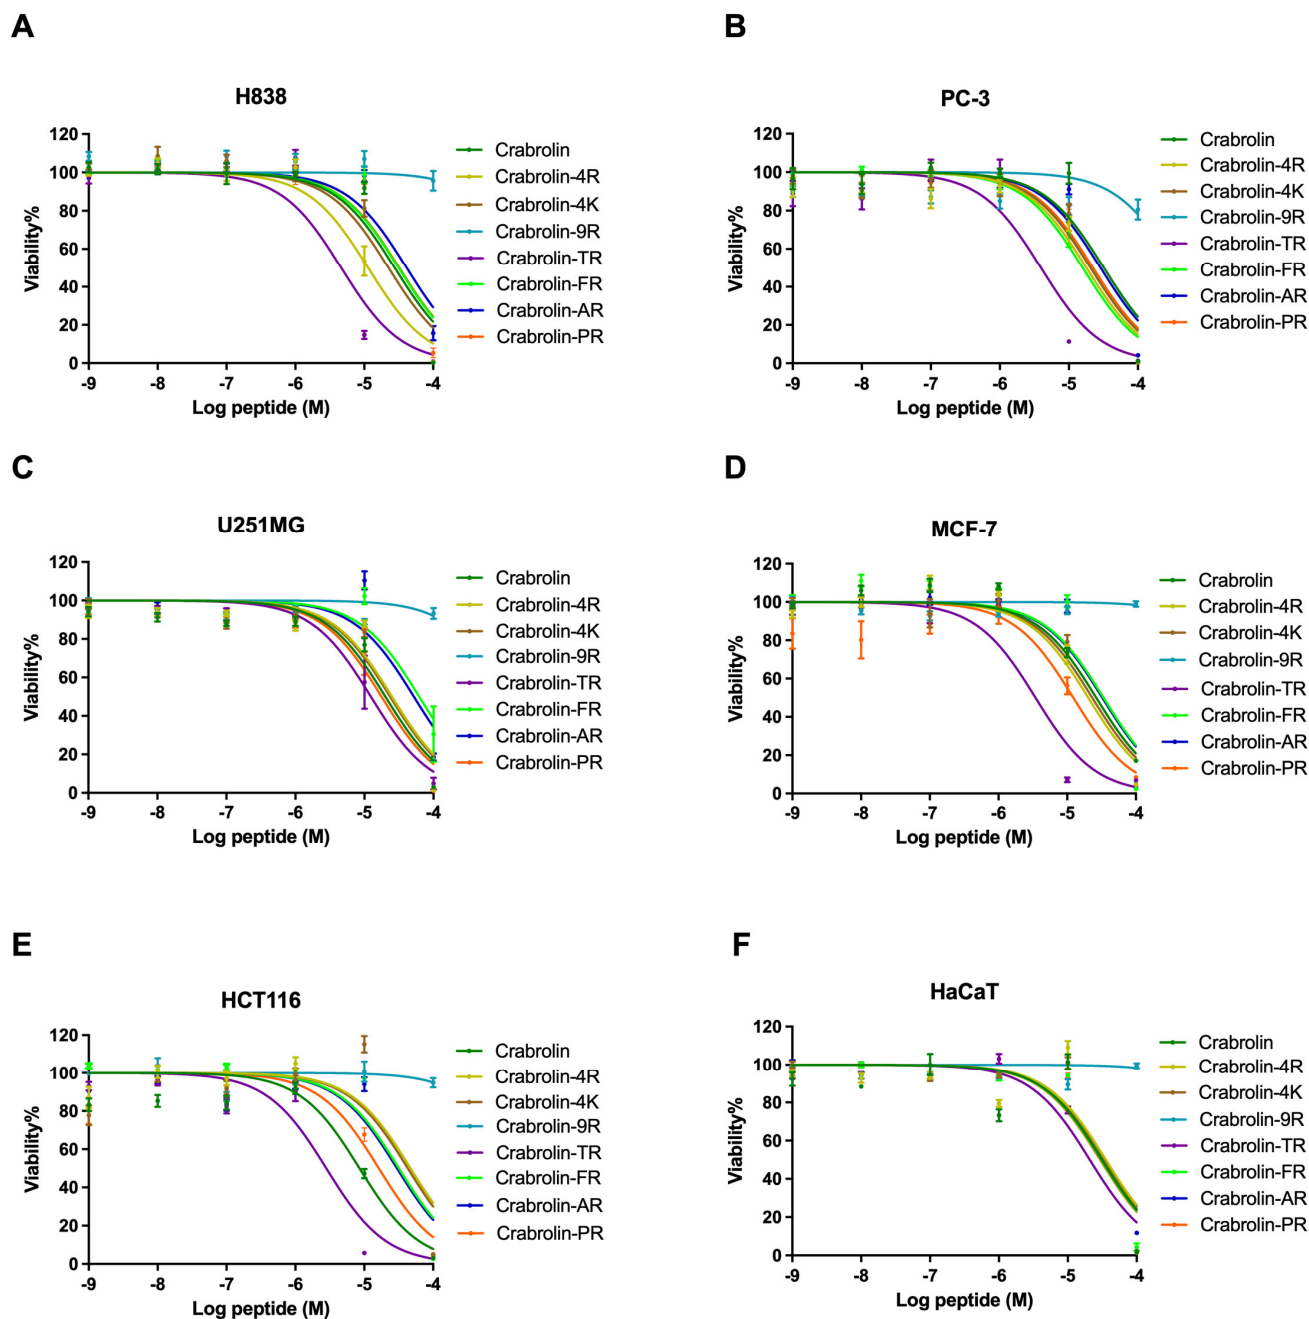 A
H838
Viability%
120
100
80
60
40
20
0
-9 -8 -7 -6 -5 -4
Log peptide (M)
Crabrolin
Crabrolin-4R
Crabrolin-4K
Crabrolin-9R
Crabrolin-TR
Crabrolin-FR
Crabrolin-AR
Crabrolin-PR
B
PC-3
Viability%
120
100
80
60
40
20
0
-9 -8 -7 -6 -5 -4
Log peptide (M)
Crabrolin
Crabrolin-4R
Crabrolin-4K
Crabrolin-9R
Crabrolin-TR
Crabrolin-FR
Crabrolin-AR
Crabrolin-PR
C
U251MG
Viability%
120
100
80
60
40
20
0
-9 -8 -7 -6 -5 -4
Log peptide (M)
Crabrolin
Crabrolin-4R
Crabrolin-4K
Crabrolin-9R
Crabrolin-TR
Crabrolin-FR
Crabrolin-AR
Crabrolin-PR
D
MCF-7
Viability%
120
100
80
60
40
20
0
-9 -8 -7 -6 -5 -4
Log peptide (M)
Crabrolin
Crabrolin-4R
Crabrolin-4K
Crabrolin-9R
Crabrolin-TR
Crabrolin-FR
Crabrolin-AR
Crabrolin-PR
E
HCT116
Viability%
120
100
80
60
40
20
0
-9 -8 -7 -6 -5 -4
Log peptide (M)
Crabrolin
Crabrolin-4R
Crabrolin-4K
Crabrolin-9R
Crabrolin-TR
Crabrolin-FR
Crabrolin-AR
Crabrolin-PR
F
HaCaT
Viability%
120
100
80
60
40
20
0
-9 -8 -7 -6 -5 -4
Log peptide (M)
Crabrolin
Crabrolin-4R
Crabrolin-4K
Crabrolin-9R
Crabrolin-TR
Crabrolin-FR
Crabrolin-AR
Crabrolin-PR